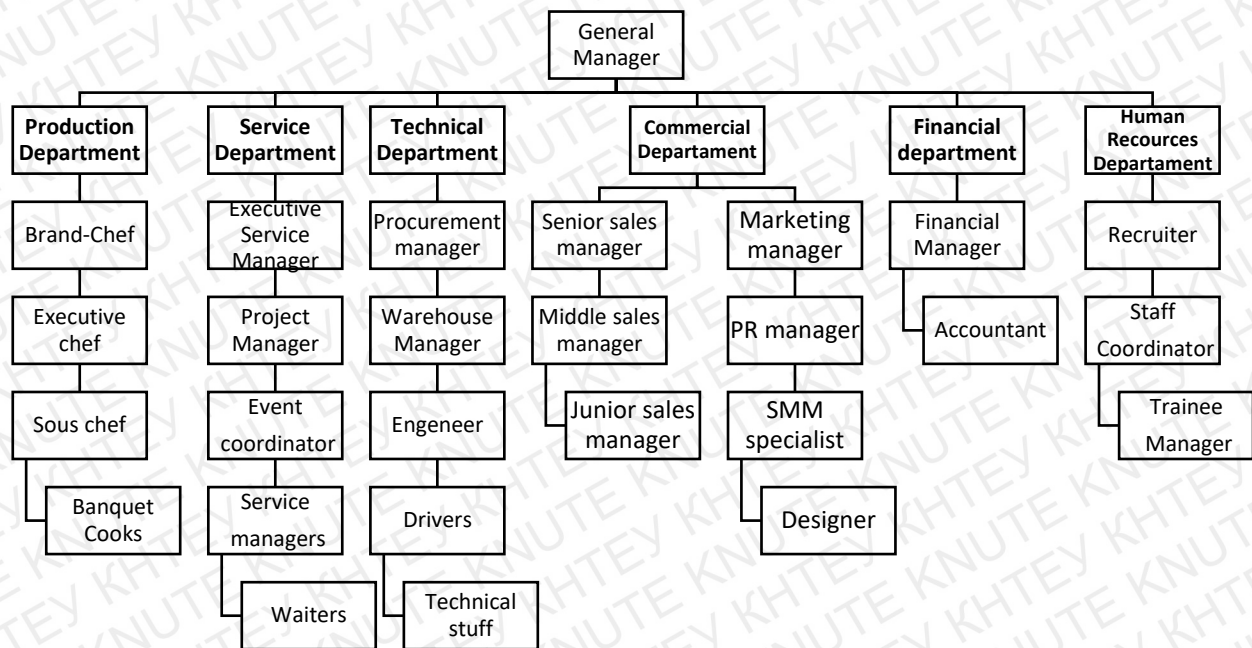 General
Manager
Production
Department
Service
Department
Technical
Department
Commercial
Departament
Financial
department
Human
Recources
Departament
Brand-Chef
Executive
Service
Manager
Procurement
manager
Senior sales
manager
Marketing
manager
Financial
Manager
Recruiter
Executive
chef
Project
Manager
Warehouse
Manager
Middle sales
manager
PR manager
Accountant
Staff
Coordinator
Sous chef
Event
coordinator
Engeneer
Junior sales
manager
SMM
specialist
Trainee
Manager
Banquet
Cooks
Service
managers
Drivers
Designer
Waiters
Technical
stuff